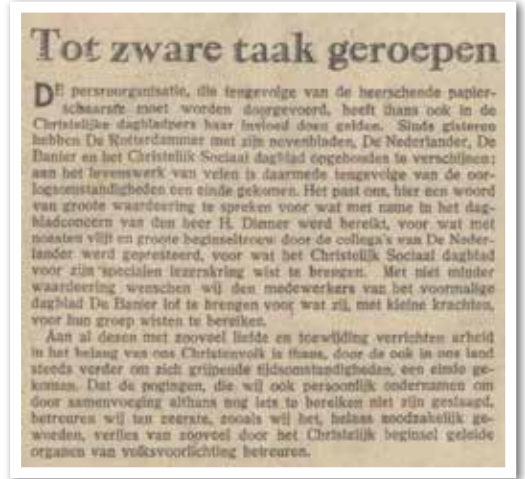 Tot zware taak geroepen
DE persreorganisatie, die tengevolge van de heerschende papier-
schaarste moet worden doorgevoerd, heeft thans ook in de
Christelijke dagbladpers haar invloed doen gelden. Sinds gisteren
hebben De Rotterdammer met zijn nevenbladen, De Nederlander, De
Banier en het Christelijk Sociaal dagblad opgehouden te verschijnen;
aan het levenswerk van velen is daarmede tengevolge van de oor-
logsomstandigheden een einde gekomen. Het past ons, hier een woord
van groote waardeering te spreken voor wat met name in het dag-
bladconcern van den heer H. Diemer werd bereikt, voor wat met
noesten vlijt en groote beginseltrouw door de collega's van De Neder-
lander werd gepresteerd, voor wat het Christelijk Sociaal dagblad
voor zijn specialen lezerskring wist te brengen. Met niet minder
waardeering wenschen wij den medewerkers van het voormalige
dagblad De Banier lof te brengen voor wat zij, met kleine krachten,
voor hun groep wisten te bereiken.
Aan al dezen met zooveel liefde en toewijding verrichten arbeid
in het belang van ons Christenvolk is thans, door de ook in ons land
steeds verder om zich grijpende tijdsomstandigheden, een einde ge-
komen. Dat de pogingen, die wij ook persoonlijk ondernamen om
door samenvoeging althans nog iets te bereiken niet zijn geslaagd,
betreuren wij ten zeerste, zooals wij het, helaas noodzakelijk ge-
worden, verlies van zooveel door het Christelijk beginsel geleide
organen van volksvoorlichting betreuren.